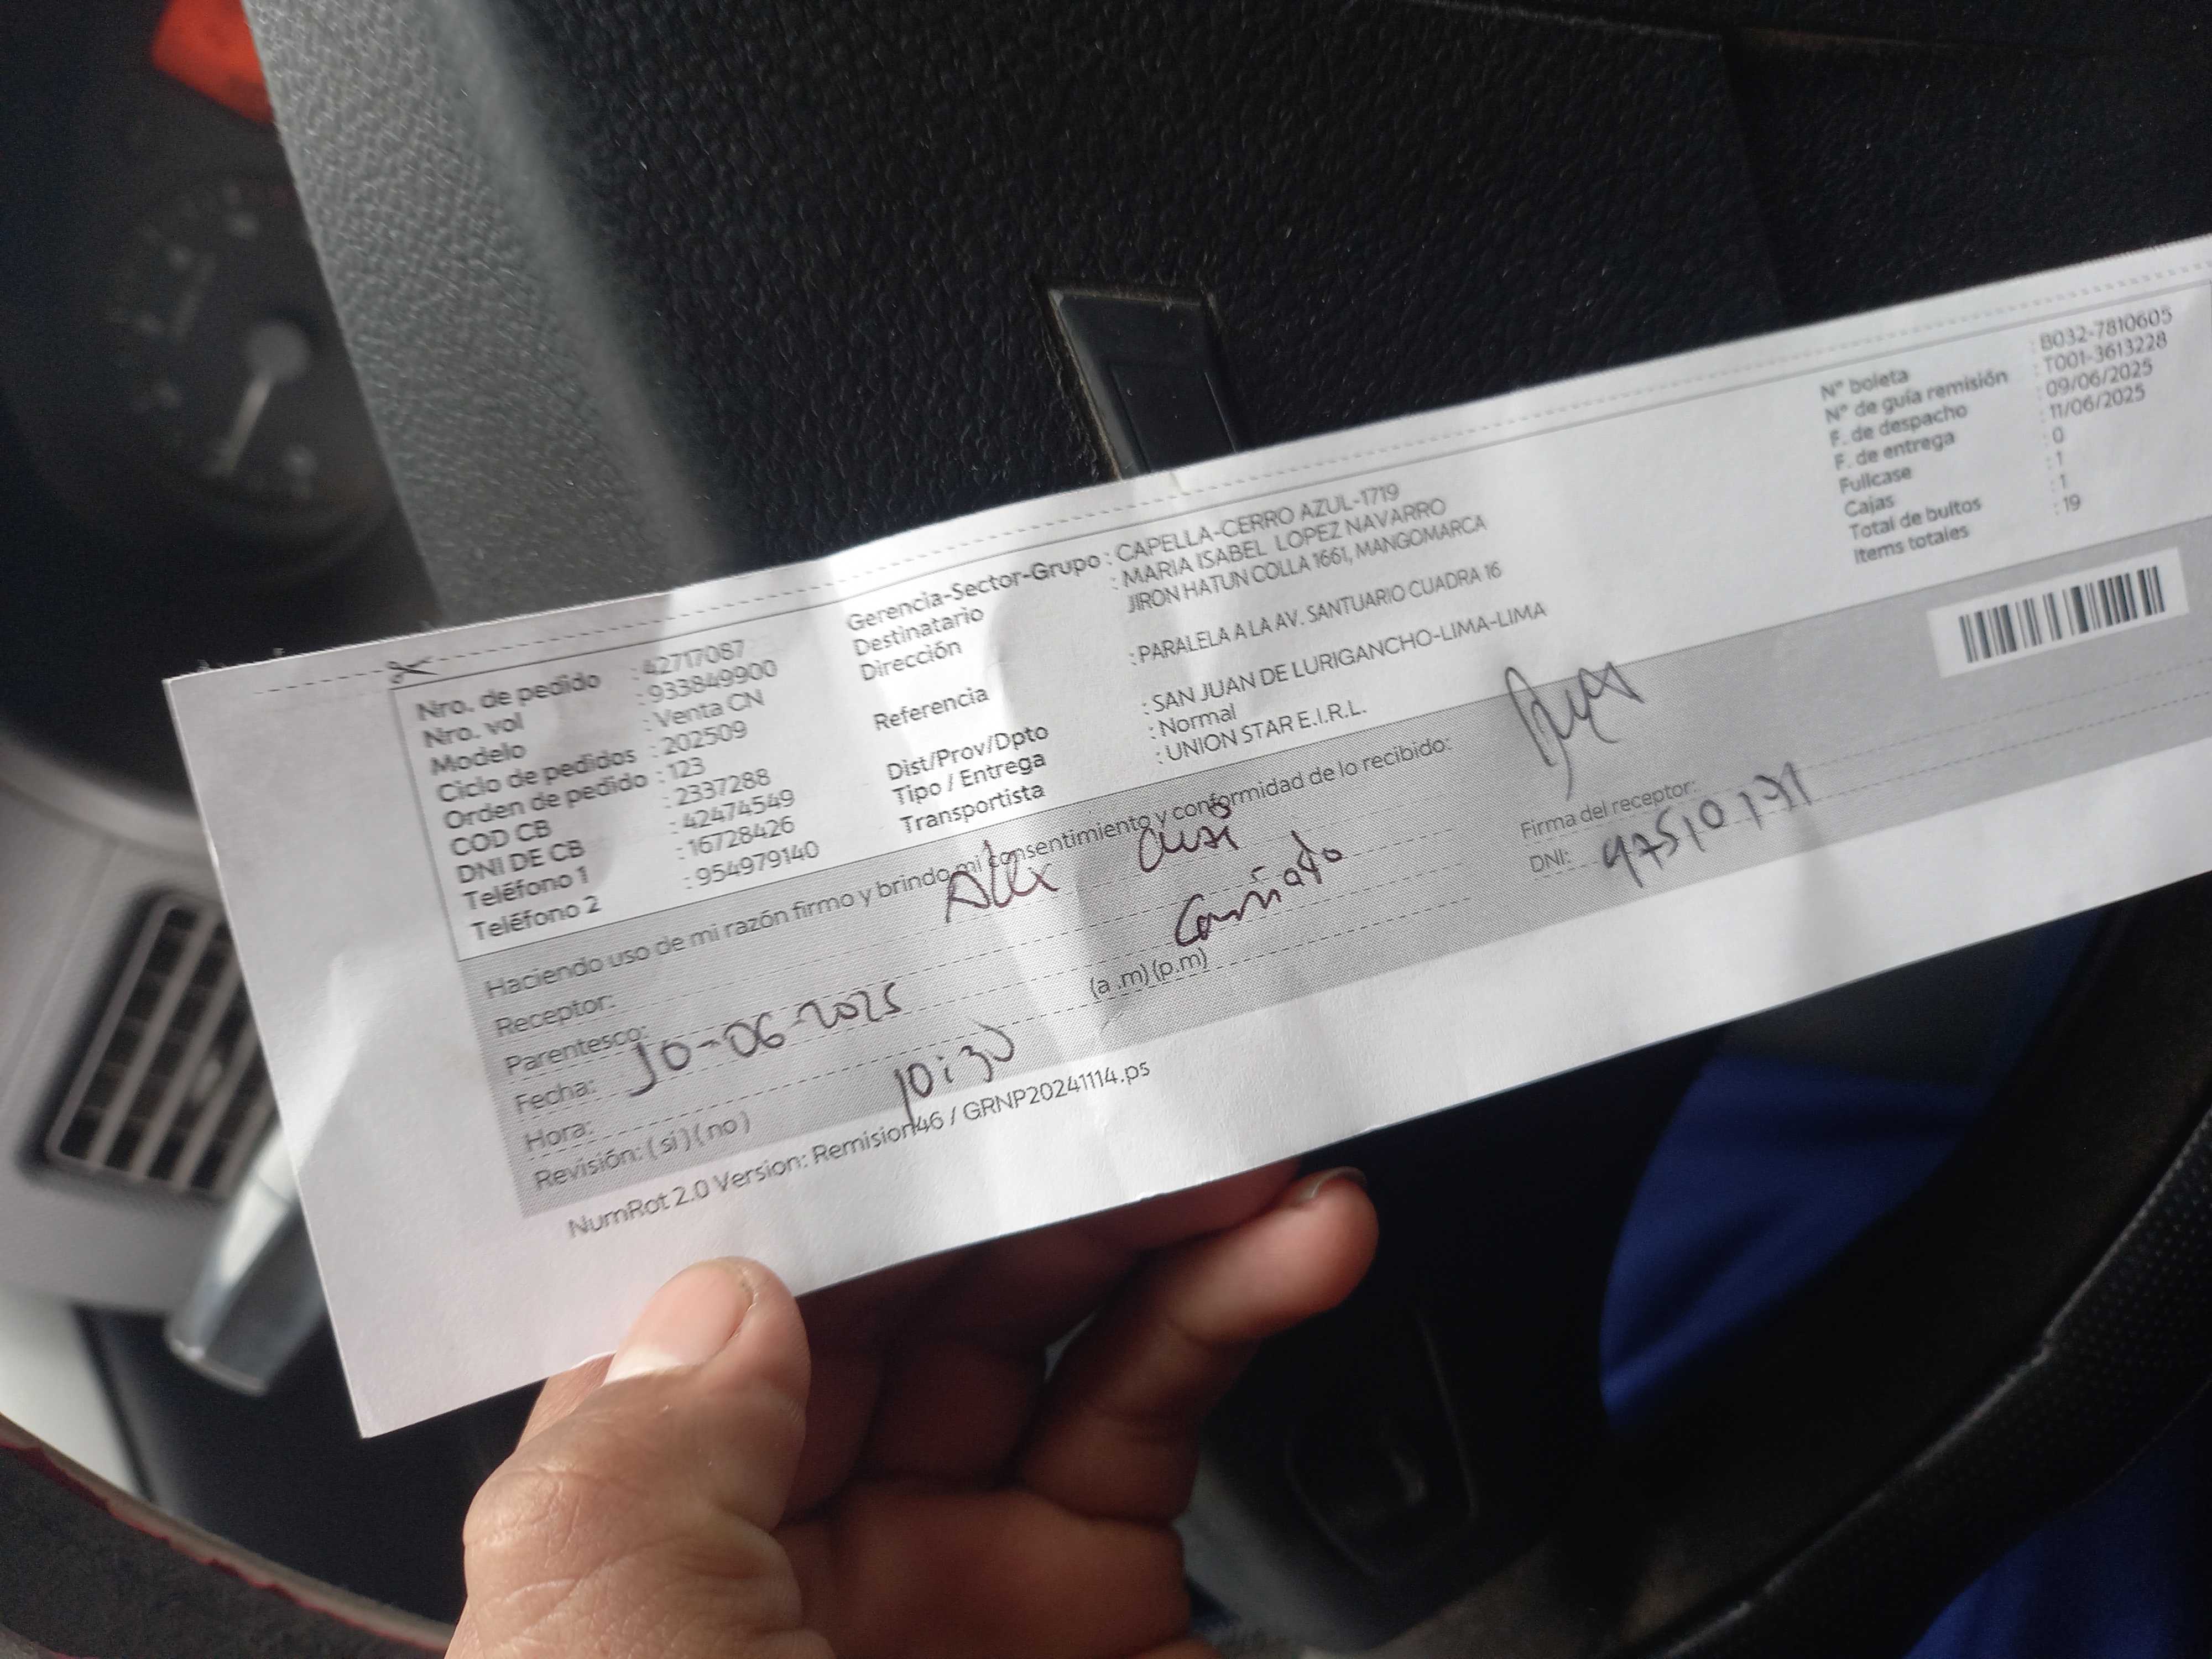 Nro. de pedido : 42717087
Nro. vol : 933849900
Modelo : Venta CN
Ciclo de pedidos : 202509
Orden de pedido : 123
COD CB : 2337288
DNI DE CB : 42474549
Teléfono 1 : 16728426
Teléfono 2 : 954979140
Gerencia-Sector-Grupo : CAPELLA-CERRO AZUL-1719
Destinatario : MARIA ISABEL LOPEZ NAVARRO
Dirección JIRON HATUN COLLA 1661, MANGOMARCA
Referencia : PARALELA A LA AV. SANTUARIO CUADRA 16
Dist/Prov/Dpto : SAN JUAN DE LURIGANCHO-LIMA-LIMA
Tipo / Entrega : Normal
Transportista : UNION STAR E.I.R.L.
N° boleta : B032-7810605
N° de guía remisión : T001-3613228
F. de despacho : 09/06/2025
F. de entrega : 11/06/2025
Fullcase : 0
Cajas : 1
Total de bultos : 1
Items totales : 19
Haciendo uso de mi razón firmo y brindo mi consentimiento y conformidad de lo recibido:
Receptor: Alex
Parentesco: Cuñado
Fecha: 10-06-2025
Hora: 10:30 (a .m) (p.m)
Revisión: ( si ) ( no )
Firma del receptor:
DNI:
NumRot 2.0 Version: Remision46 / GRNP20241114.ps